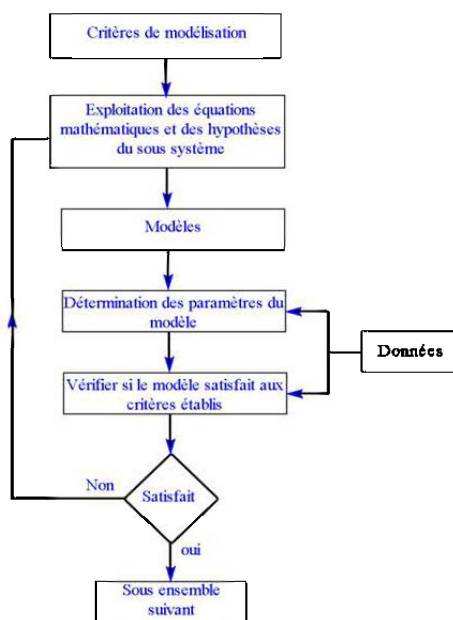 Critères de modélisation
Exploitation des équations
mathématiques et des hypothèses
du sous système
Modèles
Détermination des paramètres du
modèle
Données
Vérifier si le modèle satisfait aux
critères établis
Non
Satisfait
oui
Sous ensemble
suivant